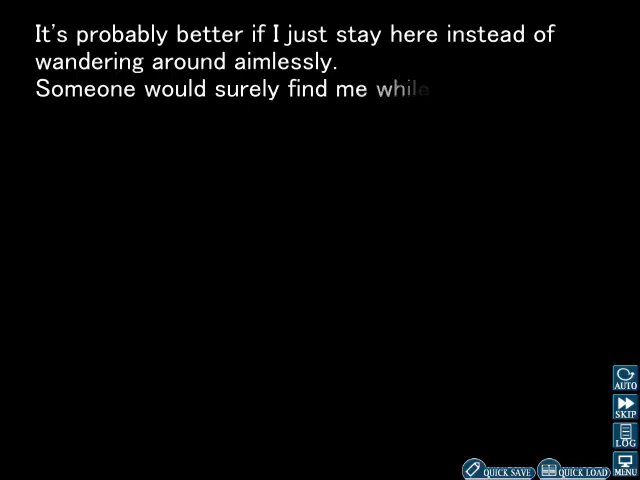 It's probably better if I just stay here instead of
wandering around aimlessly.
Someone would surely find me while
AUTO
SKIP
LOG
MENU
QUICK SAVE
QUICK LOAD